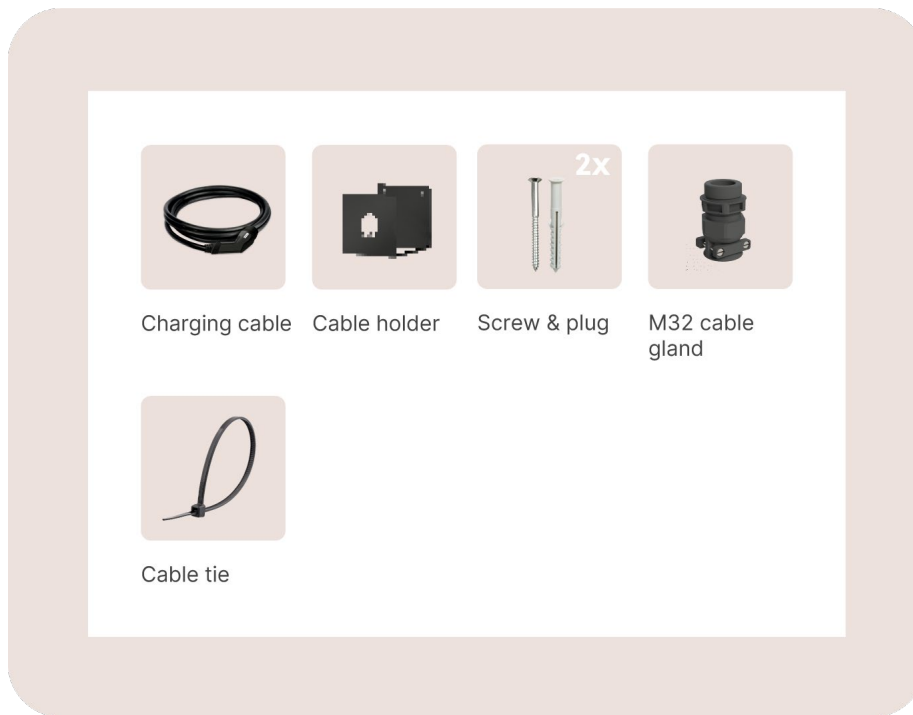 2x
Charging cable
Cable holder
Screw & plug
M32 cable
gland
Cable tie